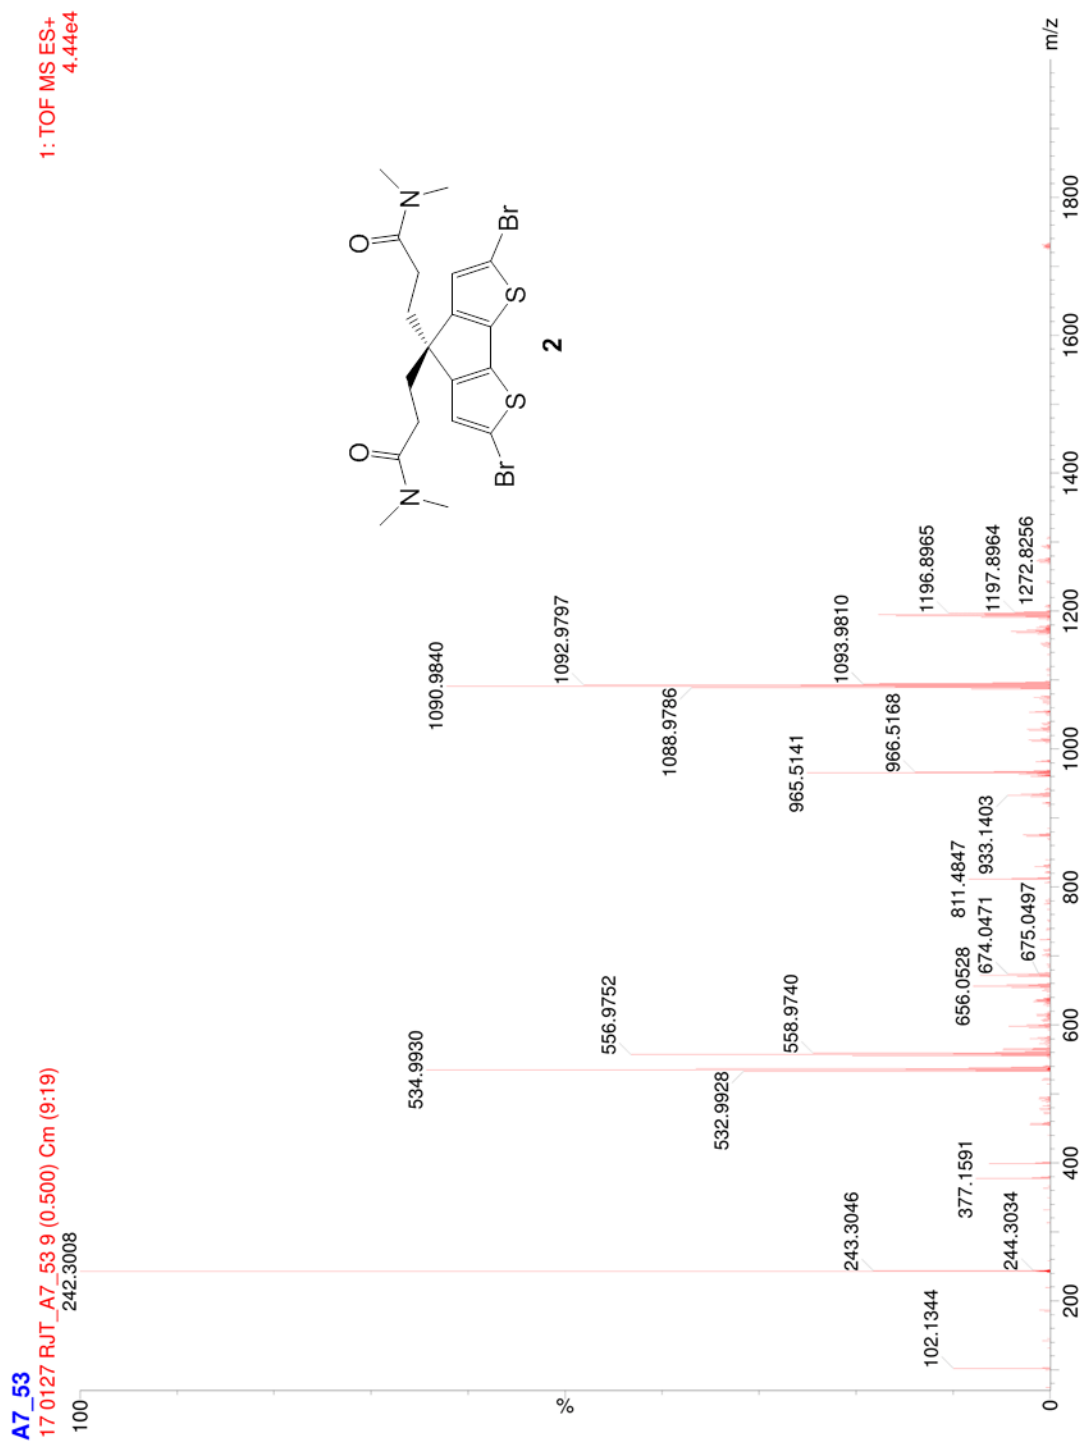 A7_53
17 0127 RJT_A7_53 9 (0.500) Cm (9:19)
1: TOF MS ES+
4.44e4
100
%
0
242.3008
243.3046
244.3034
102.1344
377.1591
534.9930
532.9928
556.9752
558.9740
656.0528
674.0471
675.0497
811.4847
933.1403
965.5141
966.5168
1090.9840
1092.9797
1088.9786
1093.9810
1196.8965
1197.8964
1272.8256
O
O
N
N
Br
S
S
Br
2
200
400
600
800
1000
1200
1400
1600
1800
m/z